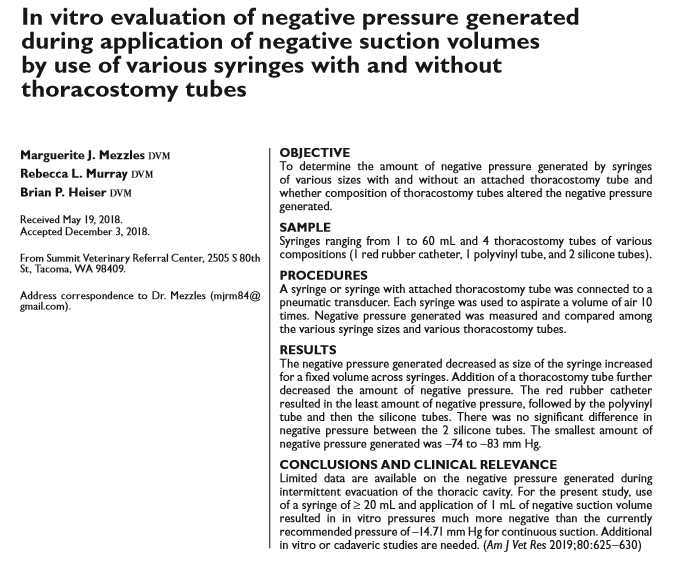 In vitro evaluation of negative pressure generated
during application of negative suction volumes
by use of various syringes with and without
thoracostomy tubes
Marguerite J. Mezzles DVM
Rebecca L. Murray DVM
Brian P. Heiser DVM
Received May 19, 2018.
Accepted December 3, 2018.
From Summit Veterinary Referral Center, 2505 S 80th
St, Tacoma, WA 98409.
Address correspondence to Dr. Mezzles (mjrm84@
gmail.com).
OBJECTIVE
To determine the amount of negative pressure generated by syringes
of various sizes with and without an attached thoracostomy tube and
whether composition of thoracostomy tubes altered the negative pressure
generated.
SAMPLE
Syringes ranging from 1 to 60 mL and 4 thoracostomy tubes of various
compositions (1 red rubber catheter, 1 polyvinyl tube, and 2 silicone tubes).
PROCEDURES
A syringe or syringe with attached thoracostomy tube was connected to a
pneumatic transducer. Each syringe was used to aspirate a volume of air 10
times. Negative pressure generated was measured and compared among
the various syringe sizes and various thoracostomy tubes.
RESULTS
The negative pressure generated decreased as size of the syringe increased
for a fixed volume across syringes. Addition of a thoracostomy tube further
decreased the amount of negative pressure. The red rubber catheter
resulted in the least amount of negative pressure, followed by the polyvinyl
tube and then the silicone tubes. There was no significant difference in
negative pressure between the 2 silicone tubes. The smallest amount of
negative pressure generated was –74 to –83 mm Hg.
CONCLUSIONS AND CLINICAL RELEVANCE
Limited data are available on the negative pressure generated during
intermittent evacuation of the thoracic cavity. For the present study, use
of a syringe of ≥ 20 mL and application of 1 mL of negative suction volume
resulted in in vitro pressures much more negative than the currently
recommended pressure of –14.71 mm Hg for continuous suction. Additional
in vitro or cadaveric studies are needed. (Am J Vet Res 2019;80:625–630)